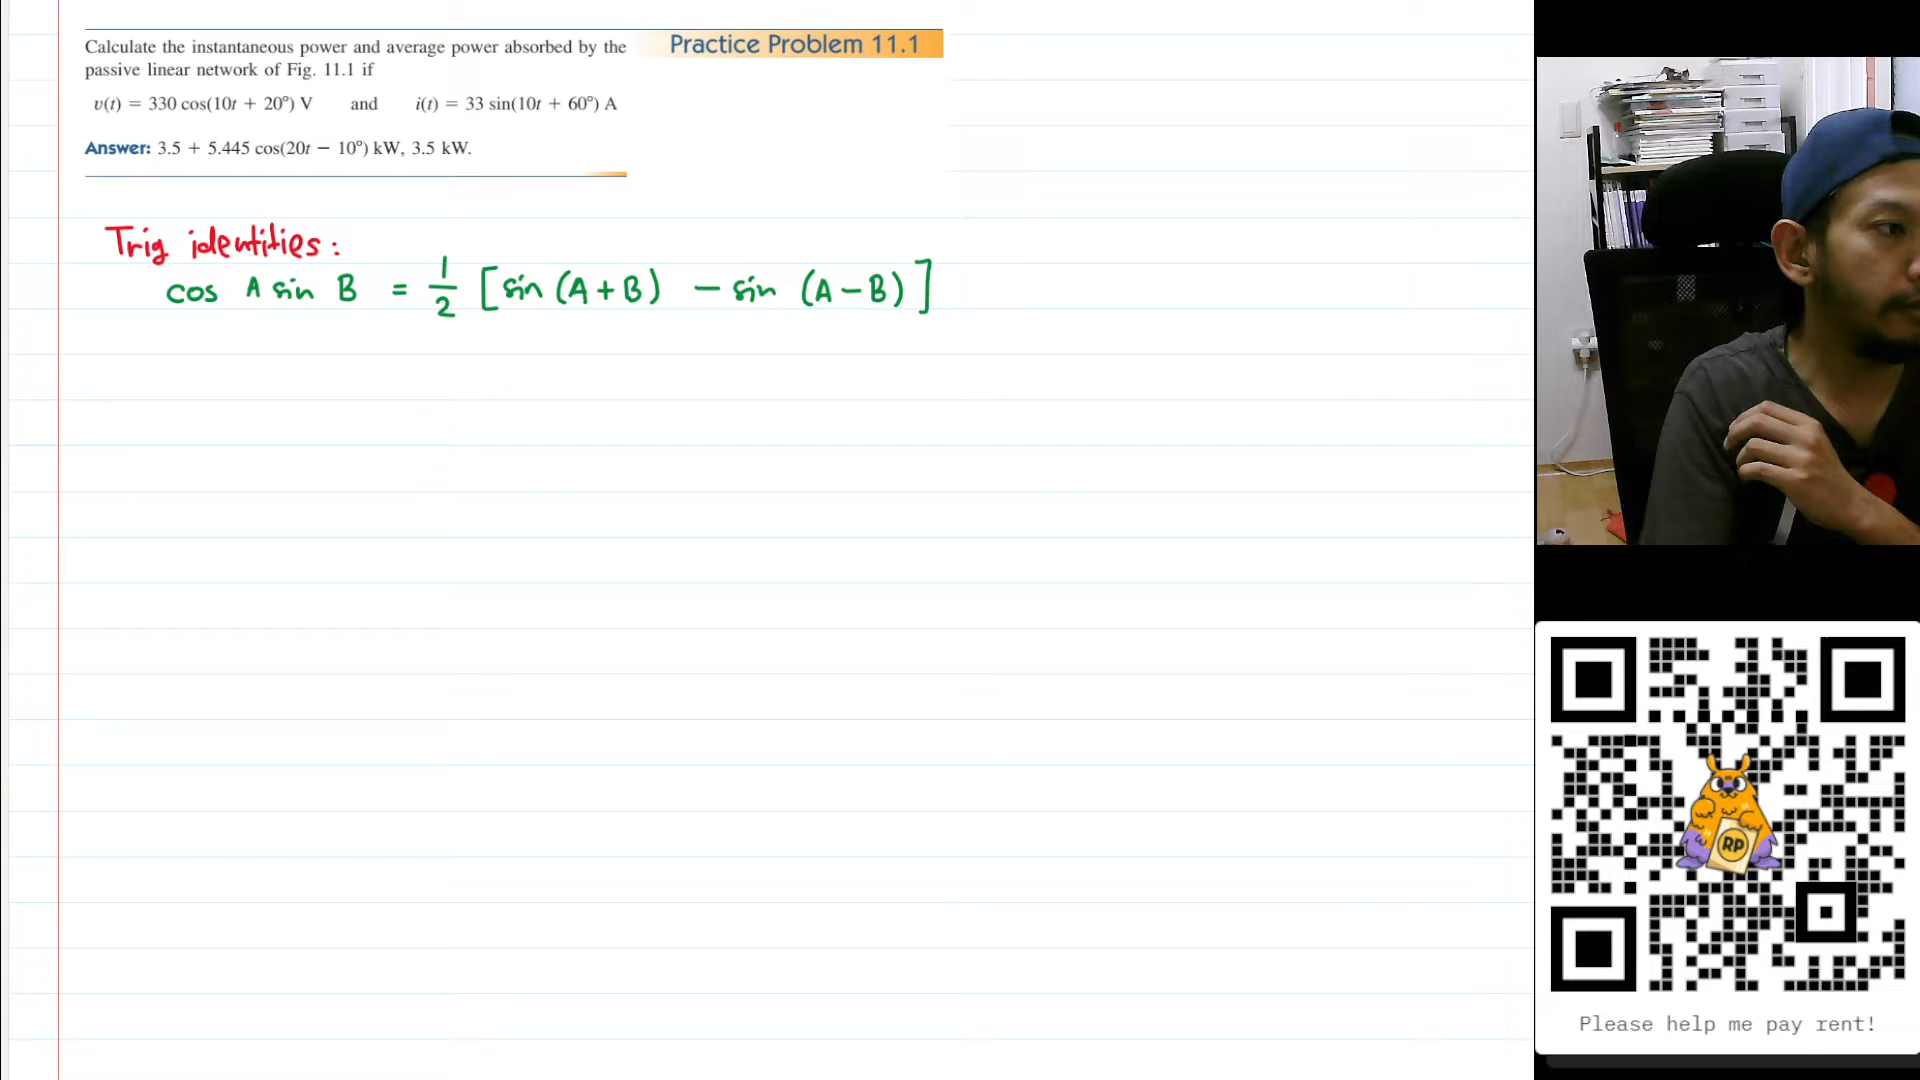 Calculate the instantaneous power and average power absorbed by the
passive linear network of Fig. 11.1 if
v(t) = 330 cos(10t + 20°) V and i(t) = 33 sin(10t + 60°) A
Answer: 3.5 + 5.445 cos(20t − 10°) kW, 3.5 kW.
Practice Problem 11.1
Trig identities:
cos A sin B = 1/2 [sin (A+B) − sin (A−B)]
RP
Please help me pay rent!